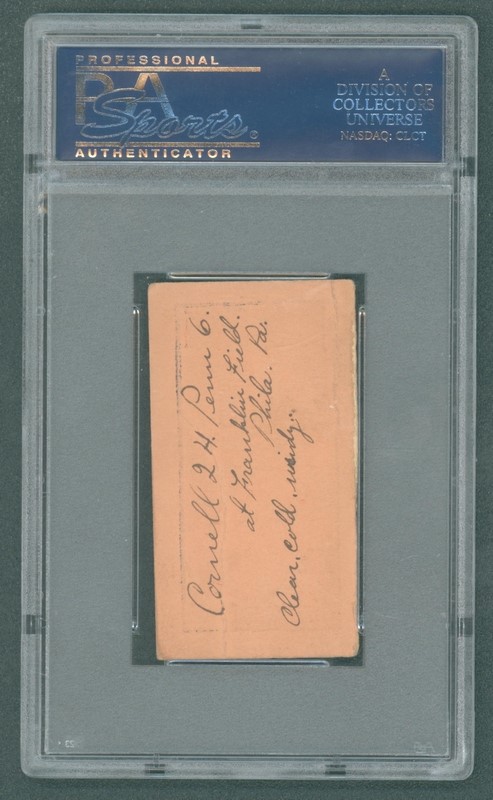 PROFESSIONAL
PSA
Sports®
AUTHENTICATOR
A
DIVISION OF
COLLECTORS
UNIVERSE
NASDAQ: CLCT
Cornell 24 Penn 6.
at Franklin Field.
Phila. Pa.
Clear, cold, windy.
PSA